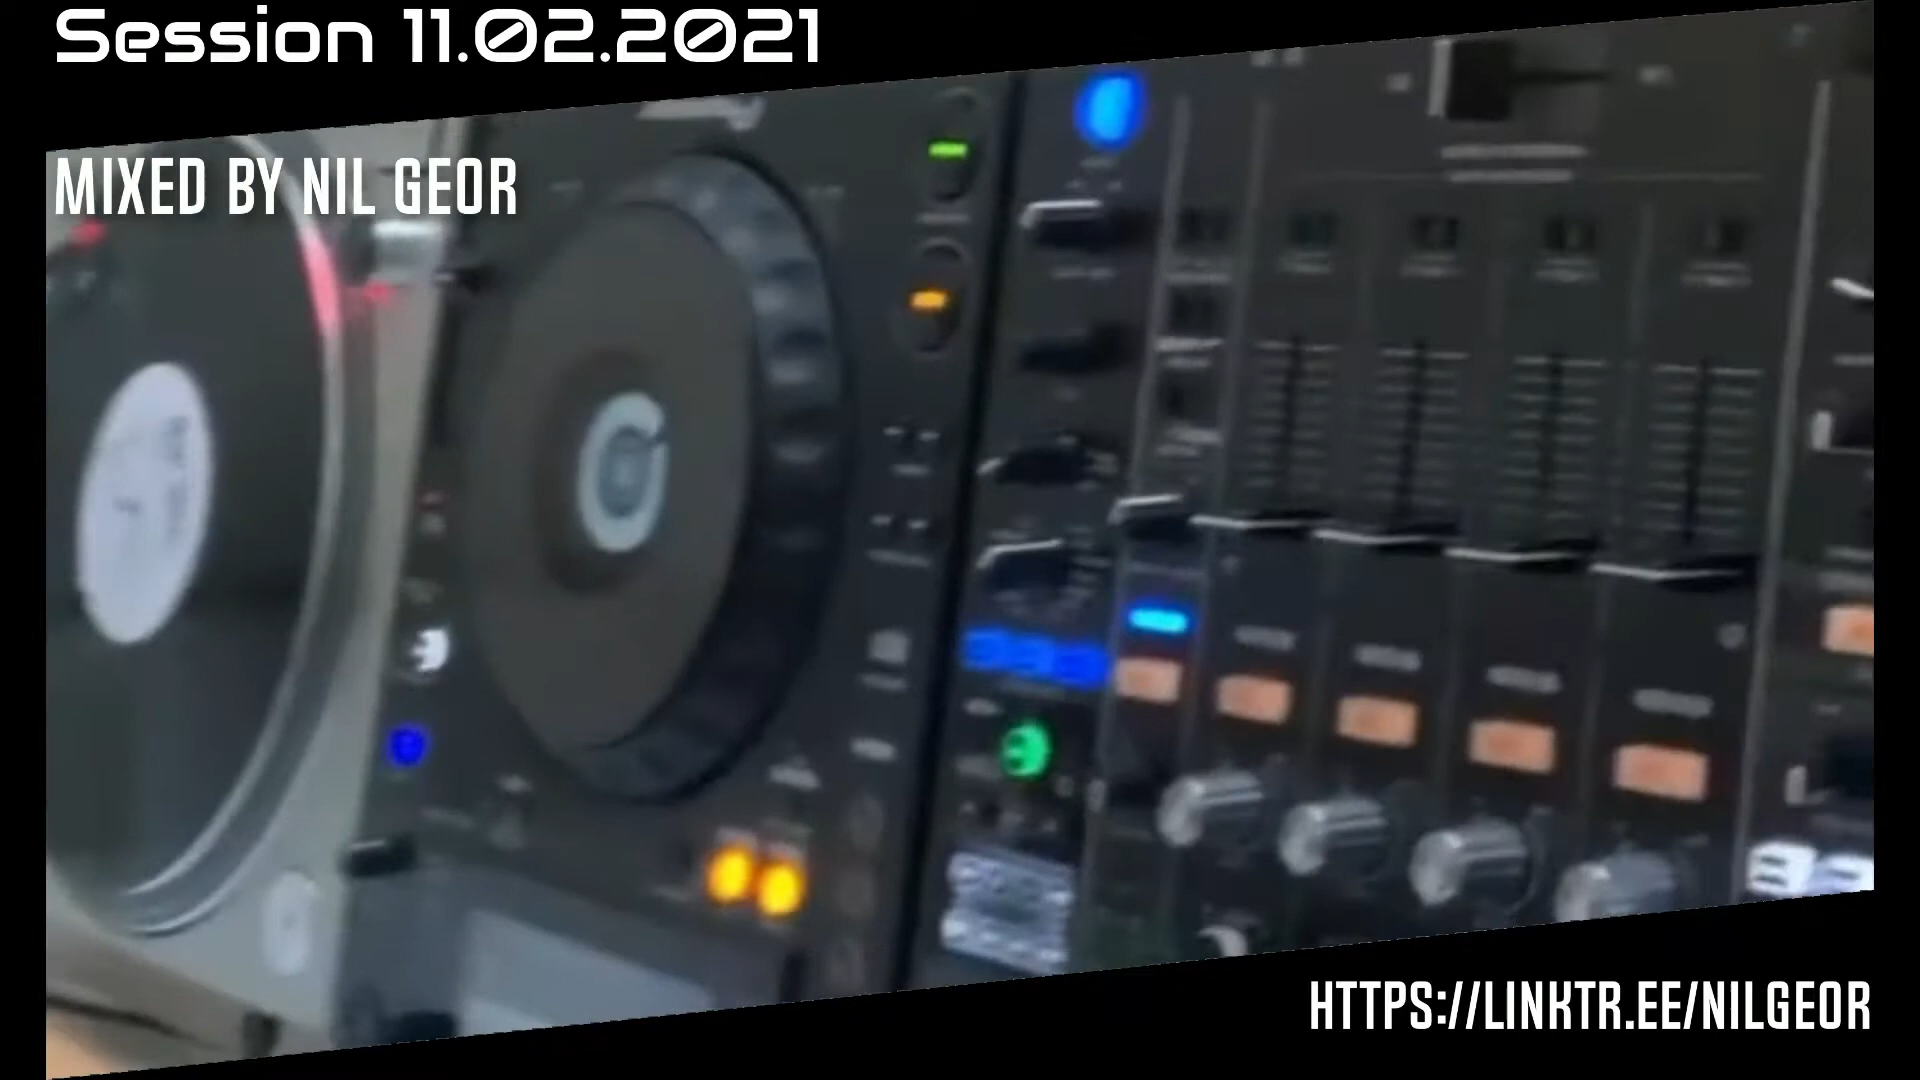 Session 11.02.2021
MIXED BY NIL GEOR
HTTPS://LINKTR.EE/NILGEOR